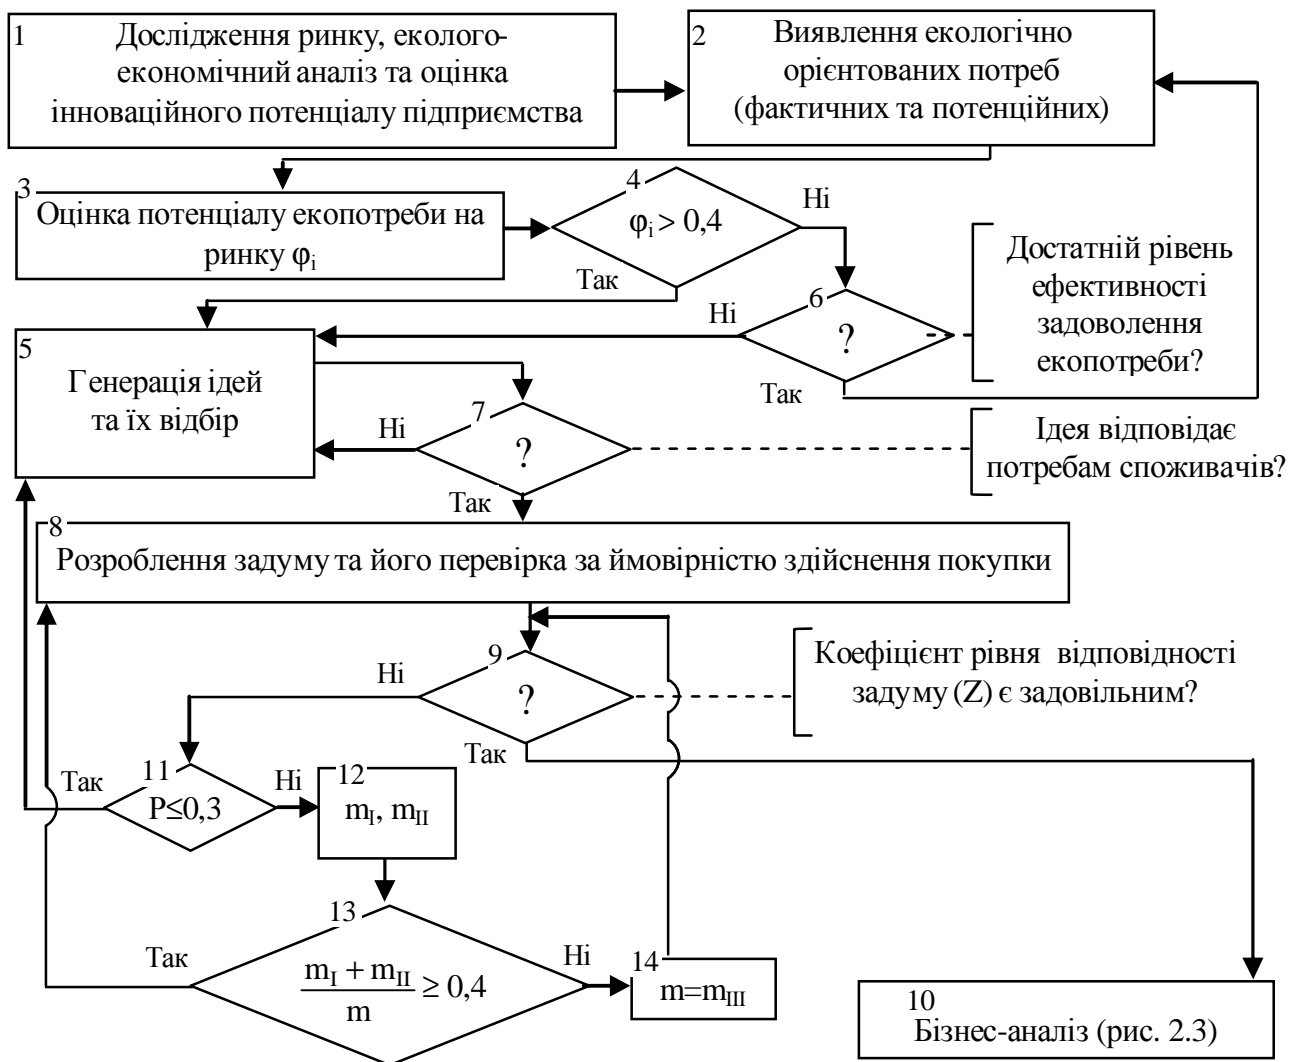 1
Дослідження ринку, еколого-
економічний аналіз та оцінка
інноваційного потенціалу підприємства
2
Виявлення екологічно
орієнтованих потреб
(фактичних та потенційних)
3
Оцінка потенціалу екопотреби на
ринку φi
4
φi > 0,4
Ні
Так
Достатній рівень
ефективності
задоволення
екопотреби?
6
?
Ні
Так
5
Генерація ідей
та їх відбір
7
?
Ні
Так
Ідея відповідає
потребам споживачів?
8
Розроблення задуму та його перевірка за ймовірністю здійснення покупки
9
?
Ні
Так
Коефіцієнт рівня відповідності
задуму (Z) є задовільним?
11
P≤0,3
Так
Ні
12
mI, mII
13
mI + mII
m
≥ 0,4
Так
Ні
14
m=mIII
10
Бізнес-аналіз (рис. 2.3)